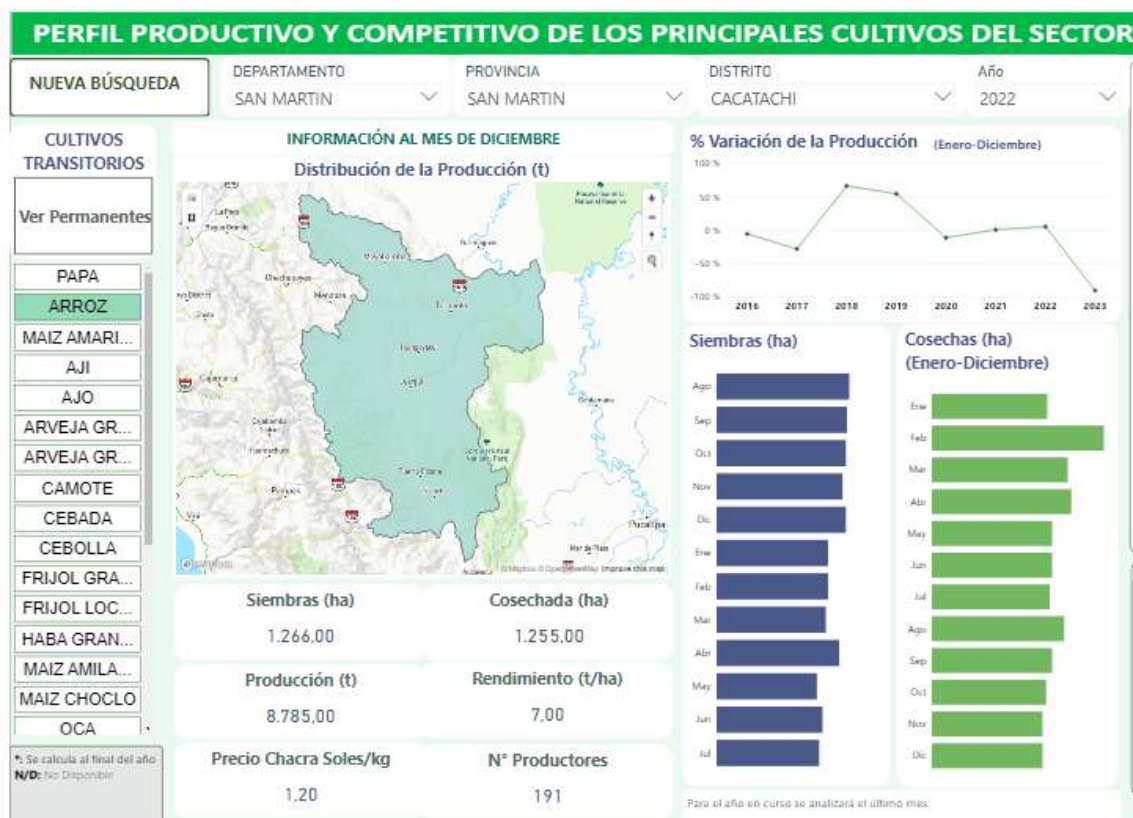 PERFIL PRODUCTIVO Y COMPETITIVO DE LOS PRINCIPALES CULTIVOS DEL SECTOR
NUEVA BÚSQUEDA
DEPARTAMENTO
SAN MARTIN
PROVINCIA
SAN MARTIN
DISTRITO
CACATACHI
Año
2022
CULTIVOS
TRANSITORIOS
Ver Permanentes
PAPA
ARROZ
MAIZ AMARI...
AJI
AJO
ARVEJA GR...
ARVEJA GR...
CAMOTE
CEBADA
CEBOLLA
FRIJOL GRA...
FRIJOL LOC...
HABA GRAN...
MAIZ AMILA...
MAIZ CHOCLO
OCA
*: Se calcula al final del año
N/D: No Disponible
INFORMACIÓN AL MES DE DICIEMBRE
Distribución de la Producción (t)
Cajamarca
Pucallpa
© Mapbox © OpenStreetMap Improve this map
Siembras (ha)
1.266,00
Cosechada (ha)
1.255,00
Producción (t)
8.785,00
Rendimiento (t/ha)
7,00
Precio Chacra Soles/kg
1,20
N° Productores
191
% Variación de la Producción (Enero-Diciembre)
100 %
50 %
0 %
-50 %
-100 %
2016 2017 2018 2019 2020 2021 2022 2023
Siembras (ha)
Ago
Sep
Oct
Nov
Dic
Ene
Feb
Mar
Abr
May
Jun
Jul
Cosechas (ha)
(Enero-Diciembre)
Ene
Feb
Mar
Abr
May
Jun
Jul
Ago
Sep
Oct
Nov
Dic
Para el año en curso se analizará el último mes